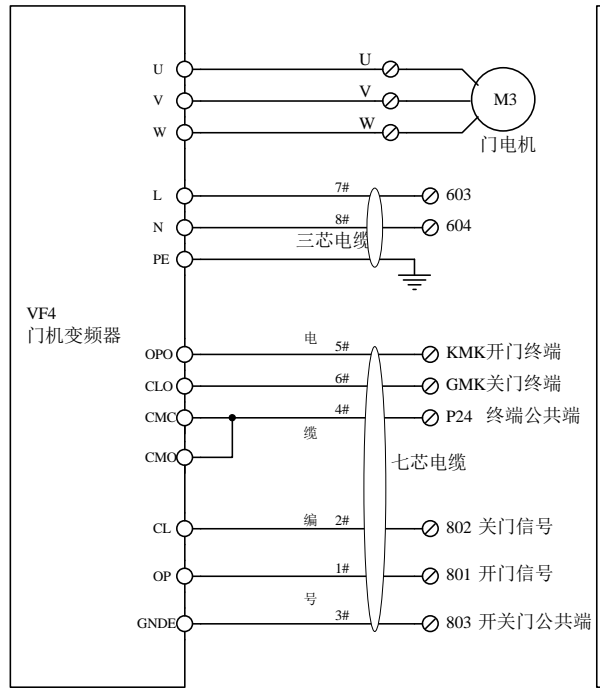 U U
V V M3
W W
门电机
L 7# 603
N 8# 604
三芯电缆
PE
VF4
门机变频器
电
OPO 5# KMK开门终端
CLO 6# GMK关门终端
CMC 4# P24 终端公共端
缆
CMO 七芯电缆
CL 编 2# 802 关门信号
OP 1# 801 开门信号
号
GNDE 3# 803 开关门公共端